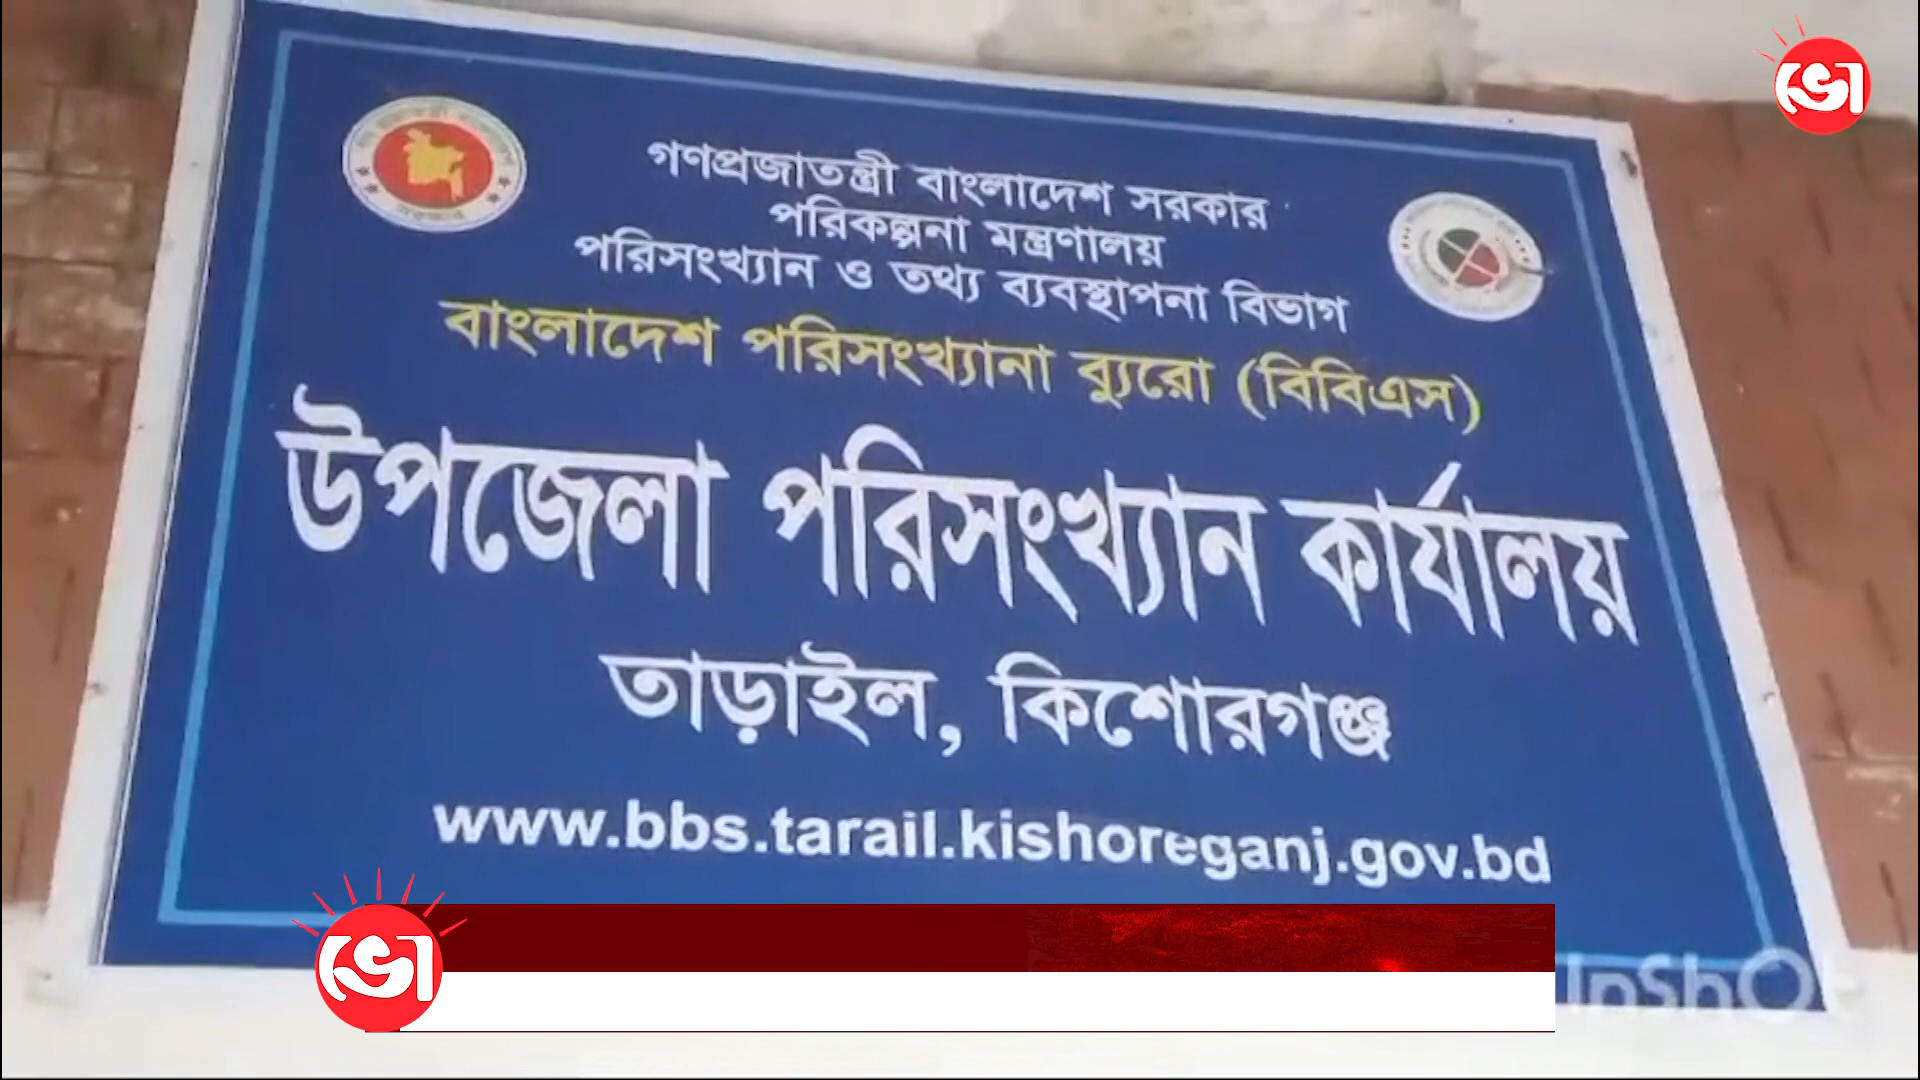 গণপ্রজাতন্ত্রী বাংলাদেশ সরকার
পরিকল্পনা মন্ত্রণালয়
পরিসংখ্যান ও তথ্য ব্যবস্থাপনা বিভাগ
বাংলাদেশ পরিসংখ্যানা ব্যুরো (বিবিএস)
উপজেলা পরিসংখ্যান কার্যালয়
তাড়াইল, কিশোরগঞ্জ
www.bbs.tarail.kishoreganj.gov.bd
ভো
ভো
InShOt